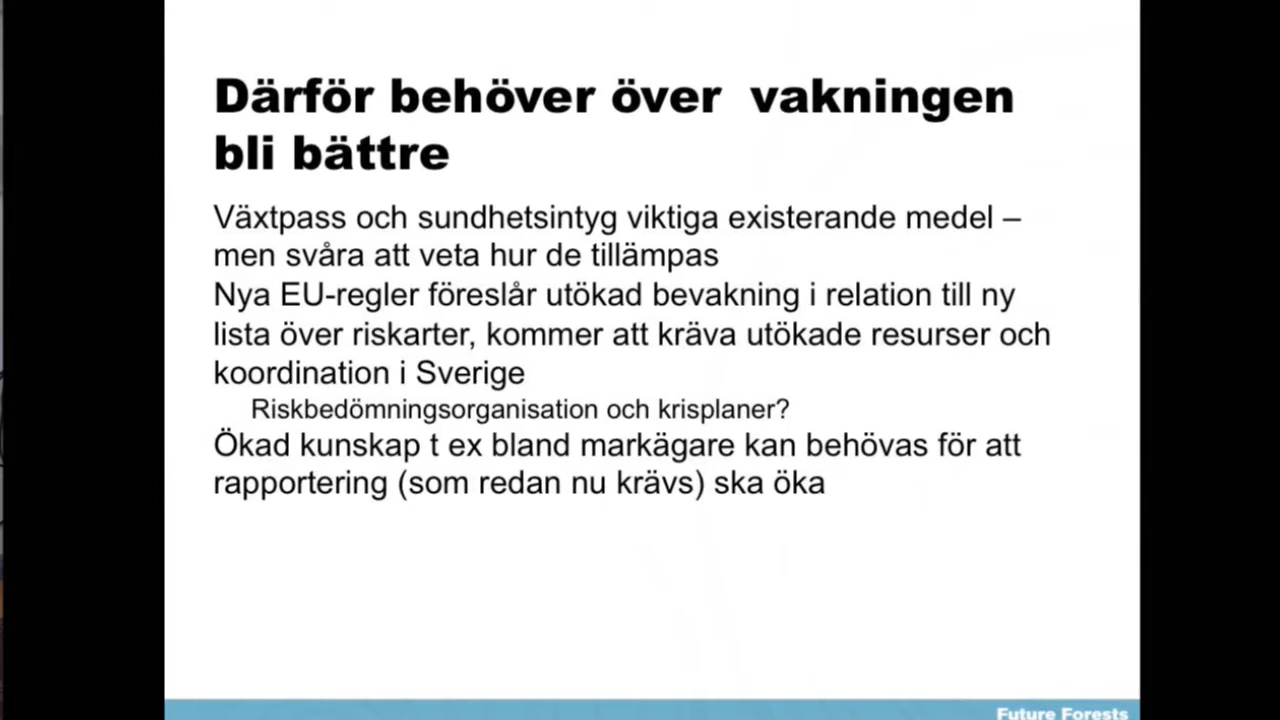 Därför behöver över  vakningen
bli bättre
Växtpass och sundhetsintyg viktiga existerande medel –
men svåra att veta hur de tillämpas
Nya EU-regler föreslår utökad bevakning i relation till ny
lista över riskarter, kommer att kräva utökade resurser och
koordination i Sverige
Riskbedömningsorganisation och krisplaner?
Ökad kunskap t ex bland markägare kan behövas för att
rapportering (som redan nu krävs) ska öka
Future Forests